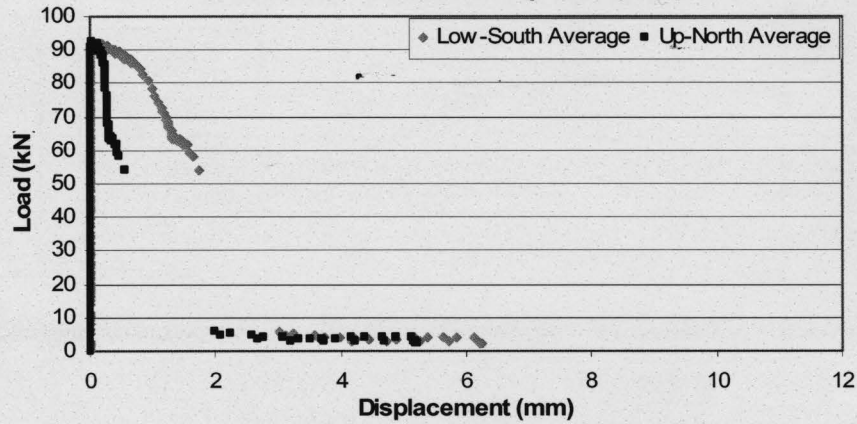 100
90
80
70
60
50
40
30
20
10
0
Load (kN
Low-South Average
Up-North Average
0 2 4 6 8 10 12
Displacement (mm)